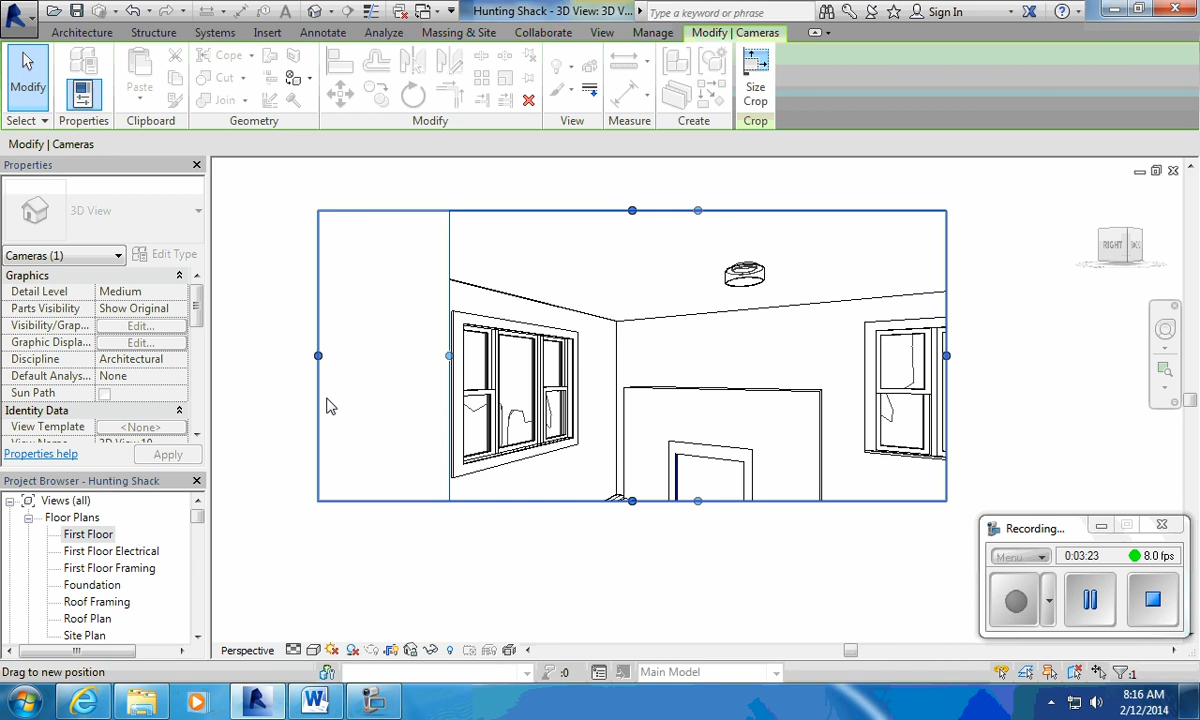 Hunting Shack - 3D View: 3D V...
Type a keyword or phrase
Sign In
Architecture Structure Systems Insert Annotate Analyze Massing & Site Collaborate View Manage Modify | Cameras
Modify
Paste
Cope
Cut
Join
Size
Crop
Select Properties Clipboard Geometry Modify View Measure Create Crop
Modify | Cameras
Properties
3D View
Cameras (1)
Edit Type
Graphics
Detail Level Medium
Parts Visibility Show Original
Visibility/Grap... Edit...
Graphic Displa... Edit...
Discipline Architectural
Default Analys... None
Sun Path
Identity Data
View Template <None>
Properties help
Apply
Project Browser - Hunting Shack
Views (all)
Floor Plans
First Floor
First Floor Electrical
First Floor Framing
Foundation
Roof Framing
Roof Plan
Site Plan
RIGHT
Recording...
Menu
0:03:23
8.0 fps
Perspective
Drag to new position
:0
Main Model
:1
8:16 AM
2/12/2014